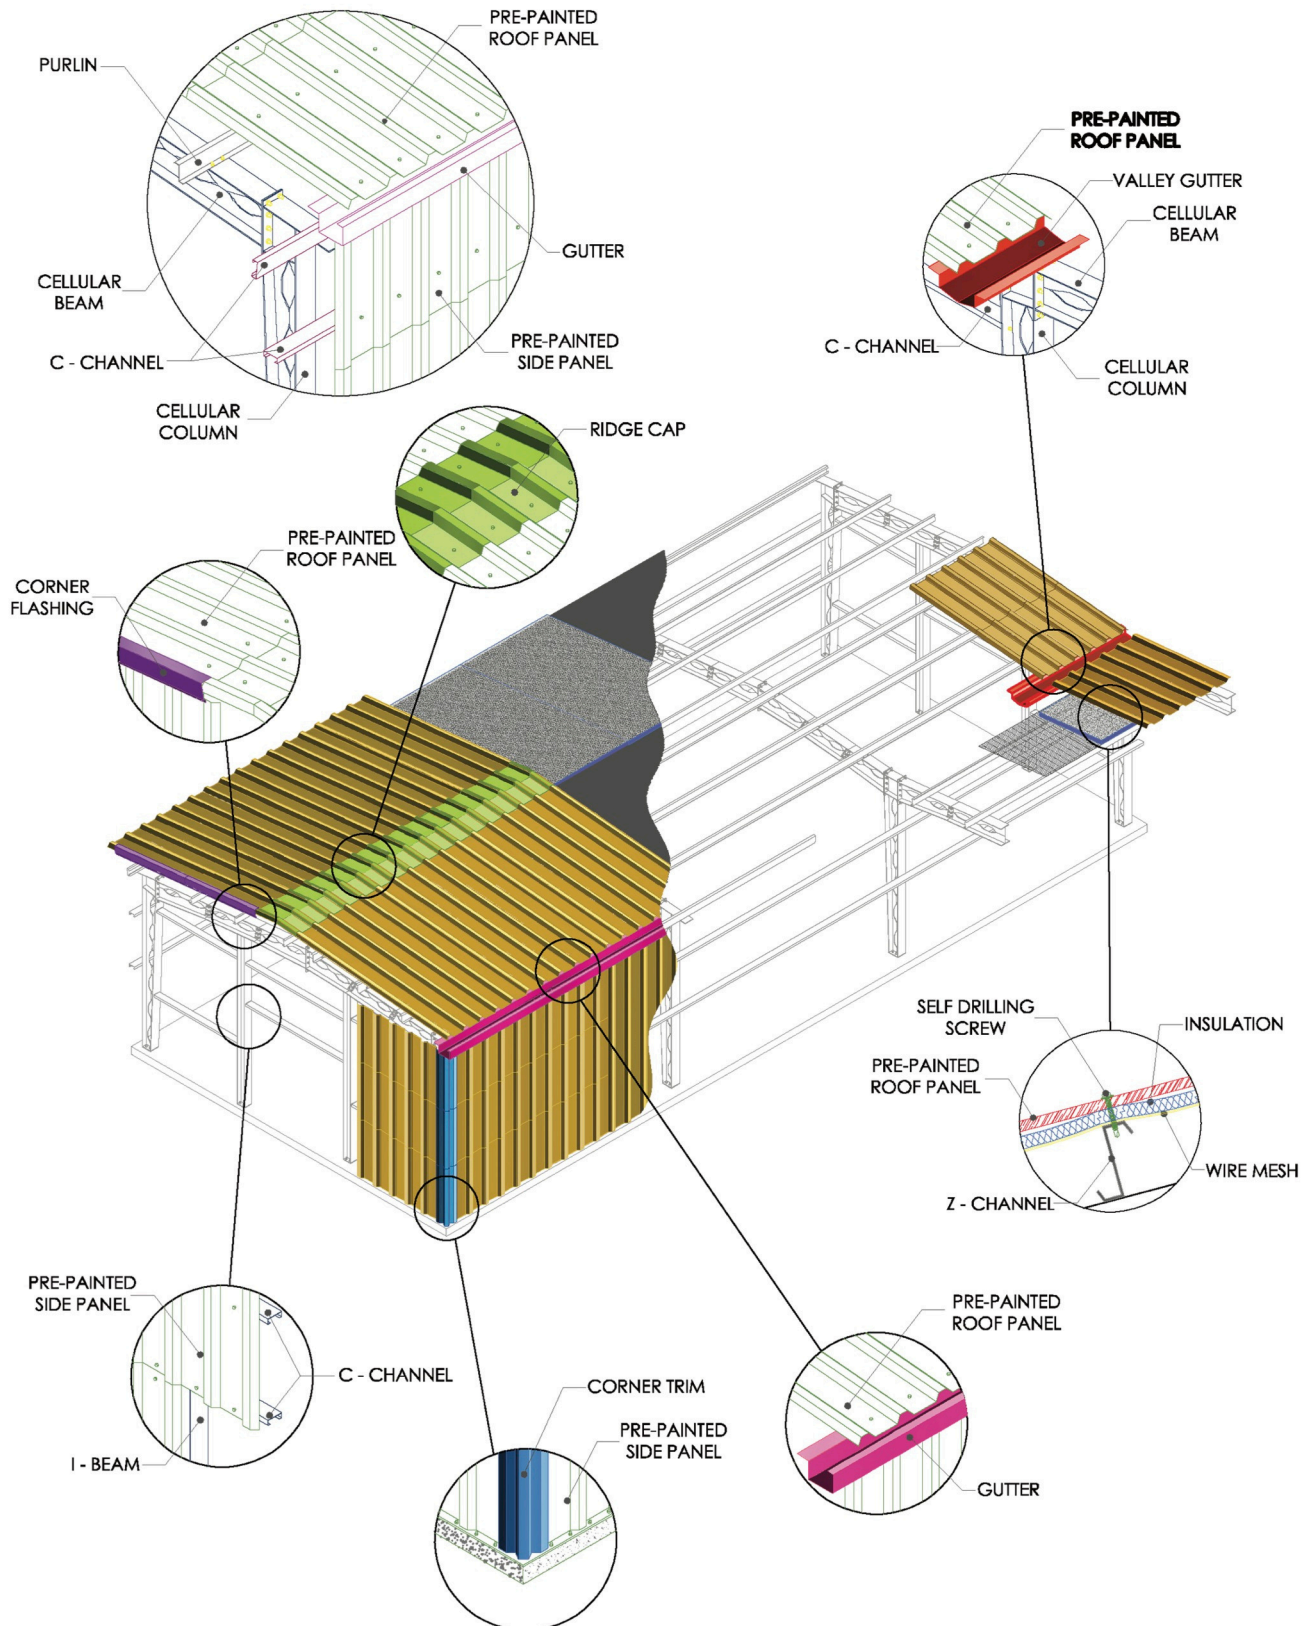 PRE-PAINTED
ROOF PANEL
PURLIN
GUTTER
CELLULAR
BEAM
C - CHANNEL
PRE-PAINTED
SIDE PANEL
CELLULAR
COLUMN
PRE-PAINTED
ROOF PANEL
VALLEY GUTTER
CELLULAR
BEAM
C - CHANNEL
CELLULAR
COLUMN
RIDGE CAP
PRE-PAINTED
ROOF PANEL
CORNER
FLASHING
SELF DRILLING
SCREW
INSULATION
PRE-PAINTED
ROOF PANEL
WIRE MESH
Z - CHANNEL
PRE-PAINTED
SIDE PANEL
C - CHANNEL
I - BEAM
CORNER TRIM
PRE-PAINTED
SIDE PANEL
PRE-PAINTED
ROOF PANEL
GUTTER